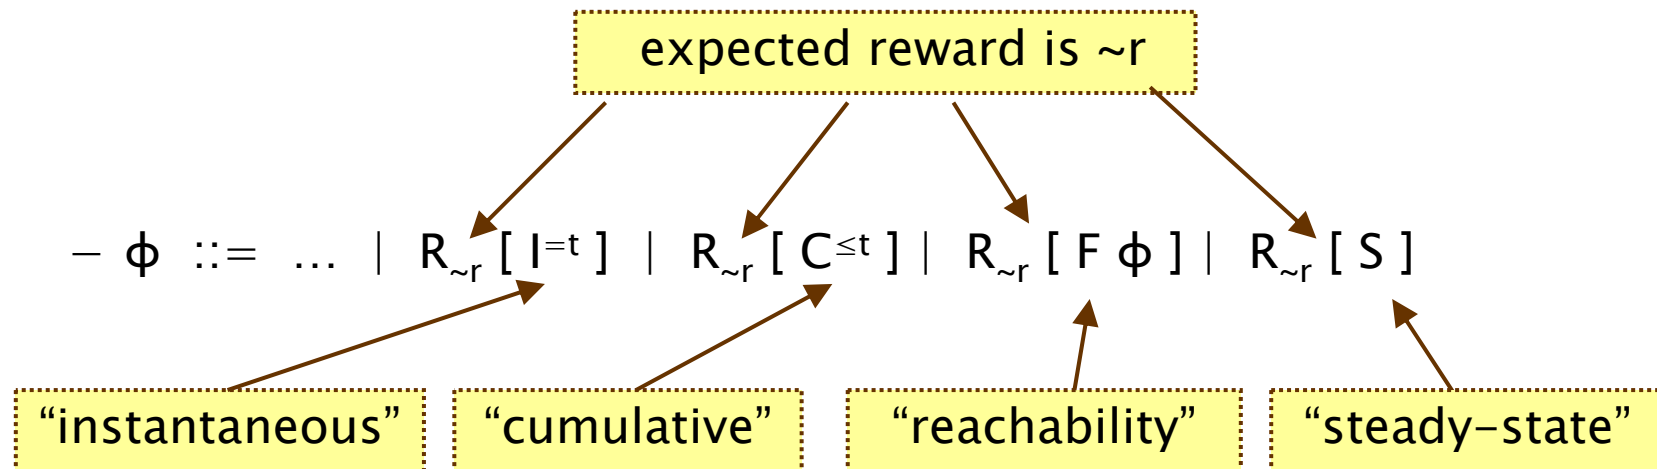 expected reward is ~r
– ϕ ::= … | R~r [ I=t ] | R~r [ C≤t ] | R~r [ F ϕ ] | R~r [ S ]
“instantaneous” “cumulative” “reachability” “steady–state”